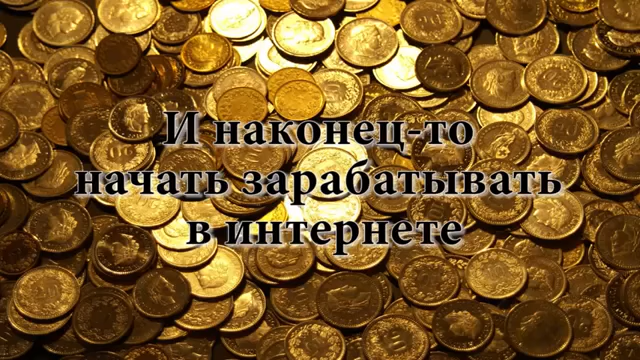 И наконец-то
начать зарабатывать
в интернете